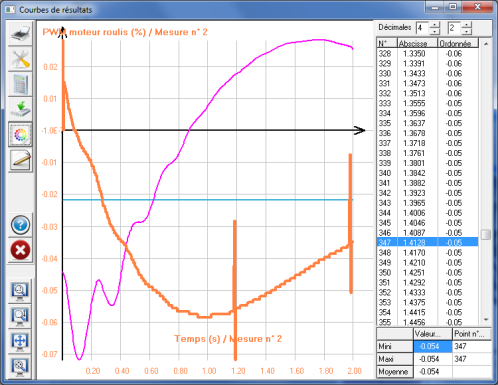 Courbes de résultats
PWM moteur roulis (%) / Mesure n° 2
0.02
0.02
-1.0E
-0.01
-0.02
-0.03
-0.04
-0.05
-0.06
-0.07
0.20 0.40 0.60 0.80 1.00 1.20 1.40 1.60 1.80 2.00
Temps (s) / Mesure n° 2
Décimales 4 2
N° Abscisse Ordonnée
328 1.3350 -0.06
329 1.3391 -0.06
330 1.3433 -0.06
331 1.3473 -0.06
332 1.3513 -0.06
333 1.3555 -0.05
334 1.3596 -0.05
335 1.3637 -0.05
336 1.3678 -0.05
337 1.3718 -0.05
338 1.3761 -0.05
339 1.3801 -0.05
340 1.3842 -0.05
341 1.3882 -0.05
342 1.3923 -0.05
343 1.3965 -0.05
344 1.4006 -0.05
345 1.4046 -0.05
346 1.4087 -0.05
347 1.4128 -0.05
348 1.4170 -0.05
349 1.4210 -0.05
350 1.4251 -0.05
351 1.4292 -0.05
352 1.4333 -0.05
353 1.4375 -0.05
354 1.4415 -0.05
355 1.4456 -0.05
Valeur... Point n°...
Mini -0.054 347
Maxi -0.054 347
Moyenne -0.054